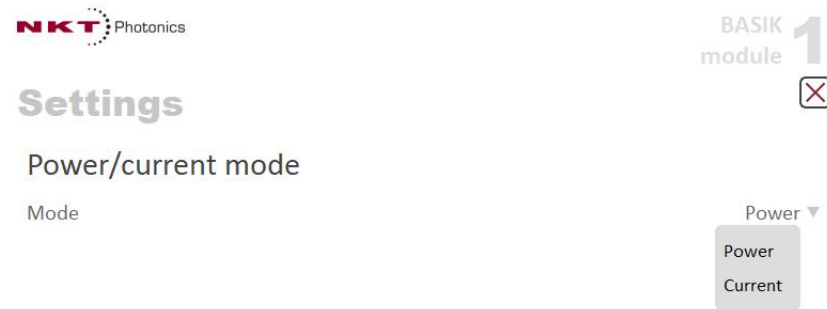 NKT Photonics
BASIK
module 1
Settings
Power/current mode
Mode
Power
Power
Current